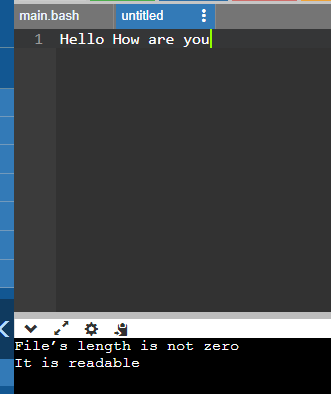 main.bash untitled
1 Hello How are you
File’s length is not zero
It is readable